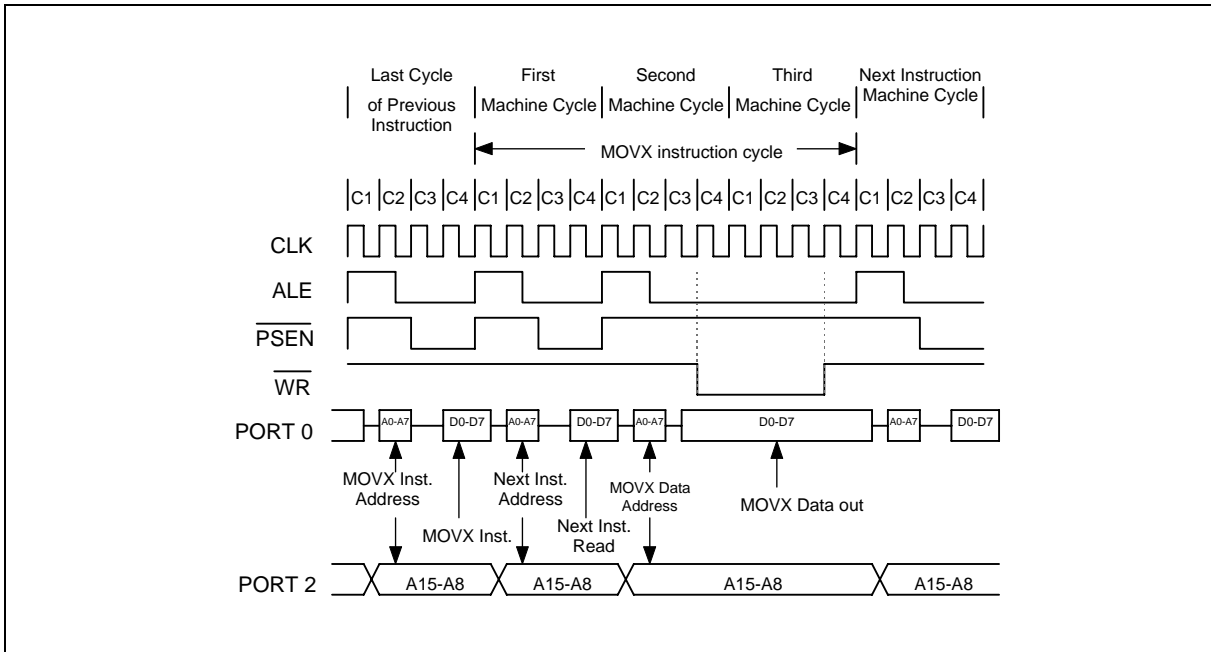 Last Cycle
of Previous
Instruction
First
Machine Cycle
Second
Machine Cycle
Third
Machine Cycle
Next Instruction
Machine Cycle
MOVX instruction cycle
C1 C2 C3 C4 C1 C2 C3 C4 C1 C2 C3 C4 C1 C2 C3 C4 C1 C2 C3 C4
CLK
ALE
PSEN
WR
PORT 0
A0-A7 D0-D7 A0-A7 D0-D7 A0-A7 D0-D7 A0-A7 D0-D7
MOVX Inst.
Address
MOVX Inst.
Next Inst.
Address
Next Inst.
Read
MOVX Data
Address
MOVX Data out
PORT 2
A15-A8 A15-A8 A15-A8 A15-A8